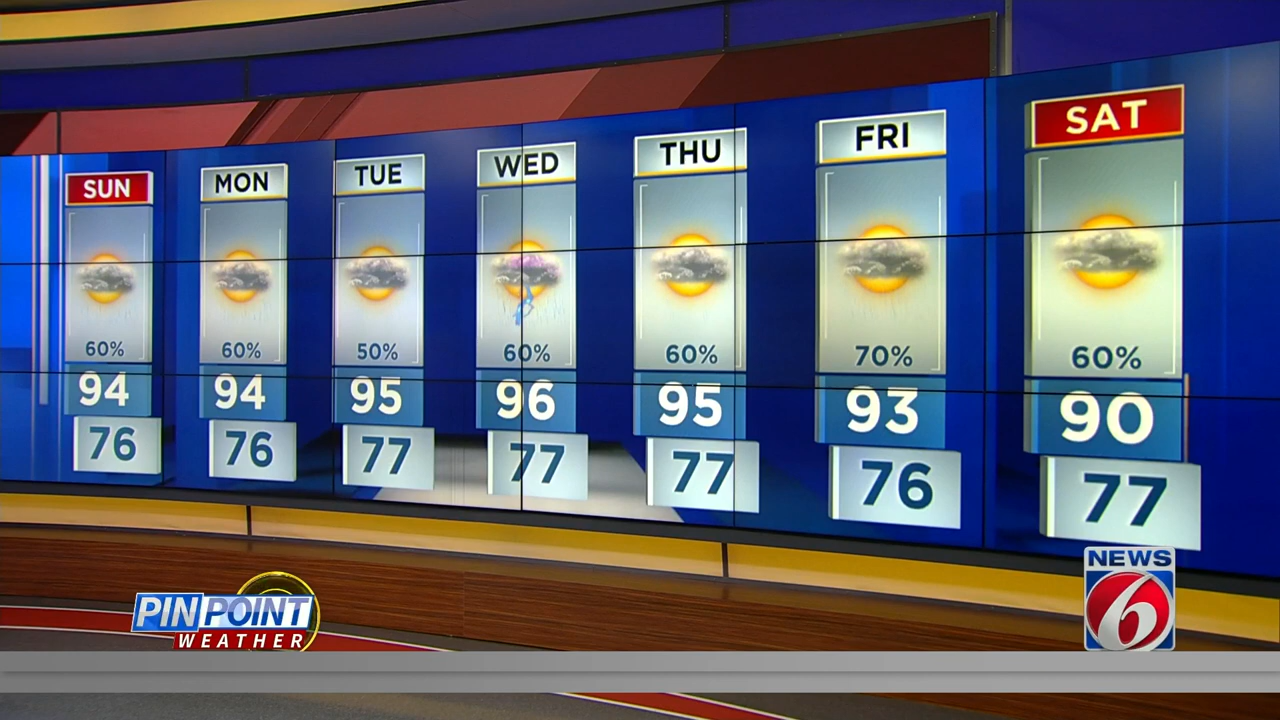 SUN MON TUE WED THU FRI SAT
60% 60% 50% 60% 60% 70% 60%
94 94 95 96 95 93 90
76 76 77 77 77 76 77
PINPOINT
WEATHER
NEWS
6